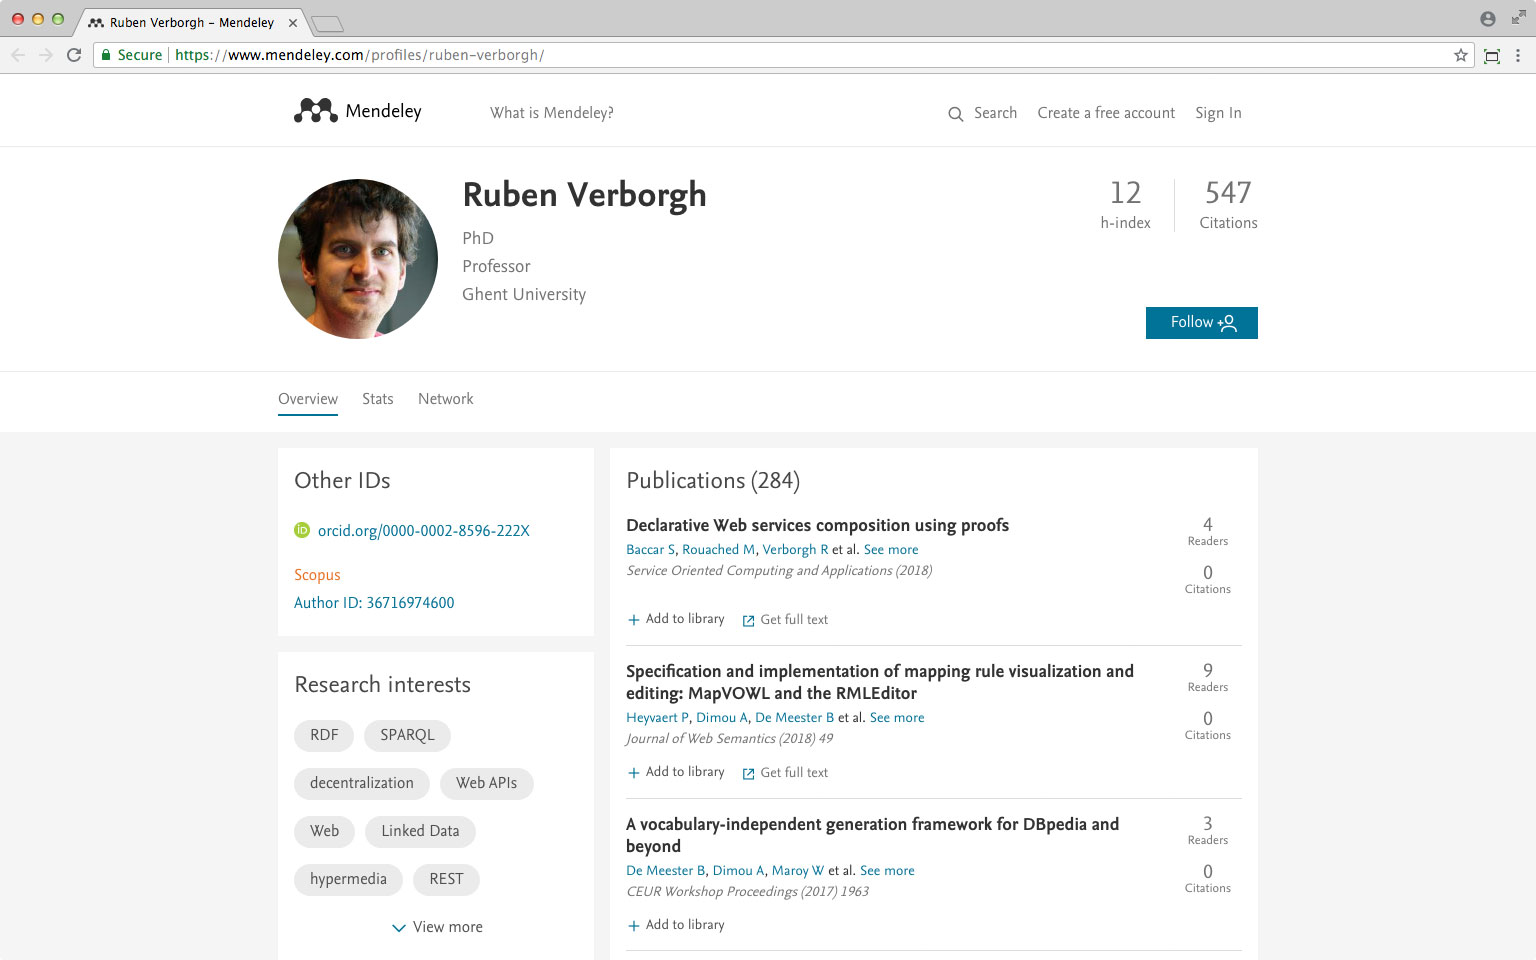 Ruben Verborgh – Mendeley
Secure https://www.mendeley.com/profiles/ruben-verborgh/
Mendeley What is Mendeley? Search Create a free account Sign In
Ruben Verborgh
PhD
Professor
Ghent University
12 547
h-index Citations
Follow
Overview Stats Network
Other IDs
iD orcid.org/0000-0002-8596-222X
Scopus
Author ID: 36716974600
Research interests
RDF SPARQL
decentralization Web APIs
Web Linked Data
hypermedia REST
View more
Publications (284)
Declarative Web services composition using proofs
Baccar S, Rouached M, Verborgh R et al. See more
Service Oriented Computing and Applications (2018)
4
Readers
0
Citations
Add to library Get full text
Specification and implementation of mapping rule visualization and
editing: MapVOWL and the RMLEditor
Heyvaert P, Dimou A, De Meester B et al. See more
Journal of Web Semantics (2018) 49
9
Readers
0
Citations
Add to library Get full text
A vocabulary-independent generation framework for DBpedia and
beyond
De Meester B, Dimou A, Maroy W et al. See more
CEUR Workshop Proceedings (2017) 1963
3
Readers
0
Citations
Add to library